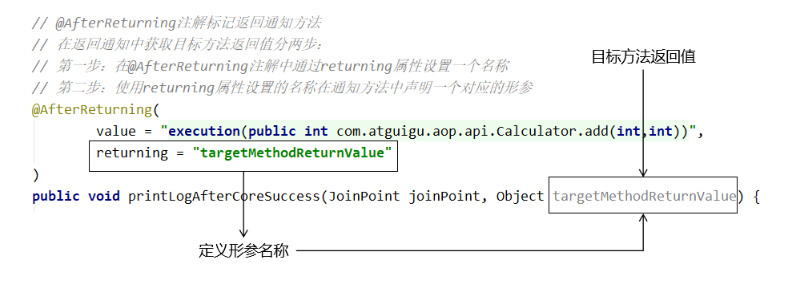 // @AfterReturning注解标记返回通知方法
// 在返回通知中获取目标方法返回值分两步：
// 第一步：在@AfterReturning注解中通过returning属性设置一个名称
// 第二步：使用returning属性设置的名称在通知方法中声明一个对应的形参
目标方法返回值
@AfterReturning(
value = "execution(public int com.atguigu.aop.api.Calculator.add(int,int))",
returning = "targetMethodReturnValue"
)
public void printLogAfterCoreSuccess(JoinPoint joinPoint, Object targetMethodReturnValue) {
定义形参名称